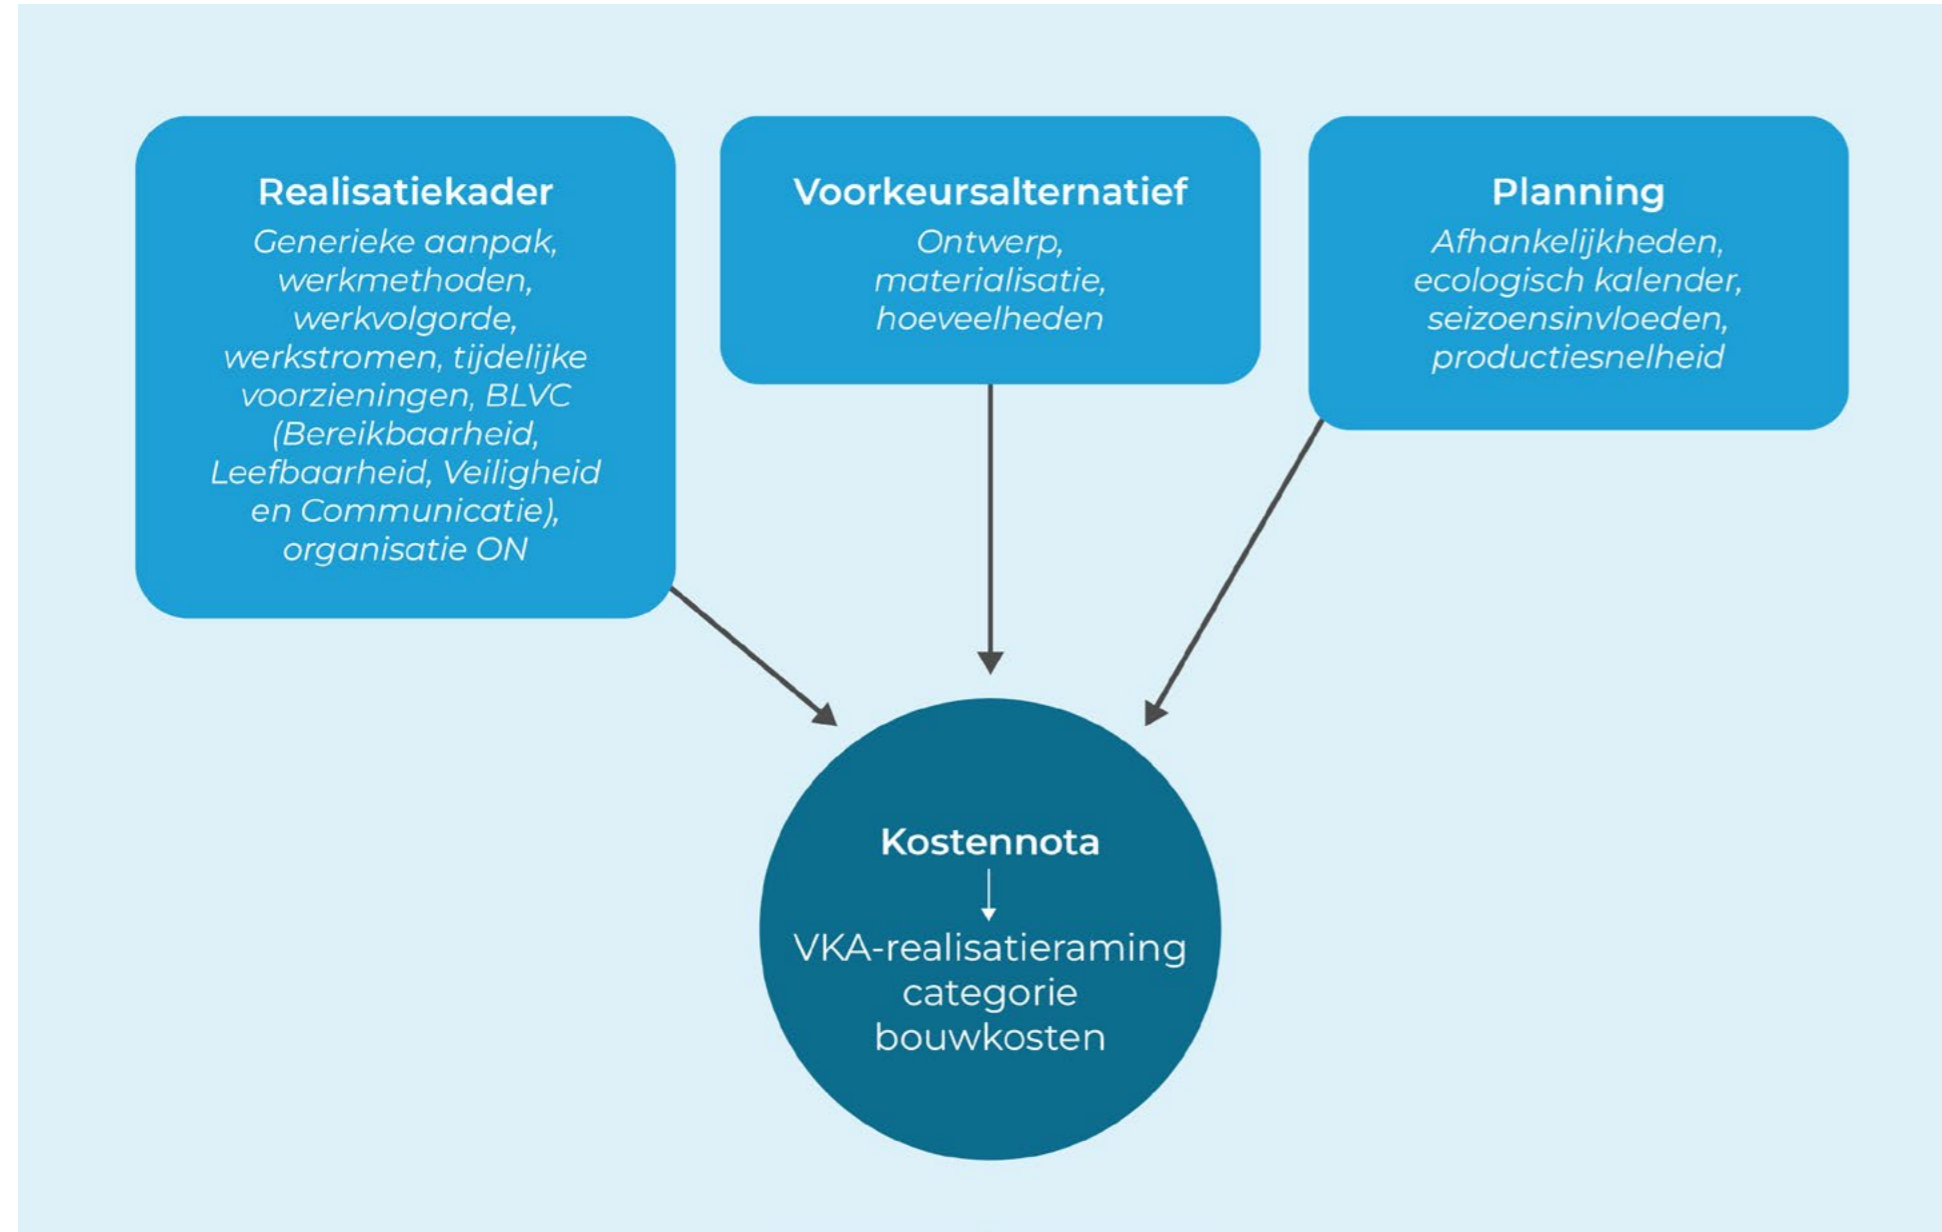 Realisatiekader
Generieke aanpak,
werkmethoden,
werkvolgorde,
werkstromen, tijdelijke
voorzieningen, BLVC
(Bereikbaarheid,
Leefbaarheid, Veiligheid
en Communicatie),
organisatie ON
Voorkeursalternatief
Ontwerp,
materialisatie,
hoeveelheden
Planning
Afhankelijkheden,
ecologisch kalender,
seizoensinvloeden,
productiesnelheid
Kostennota
VKA-realisatieraming
categorie
bouwkosten